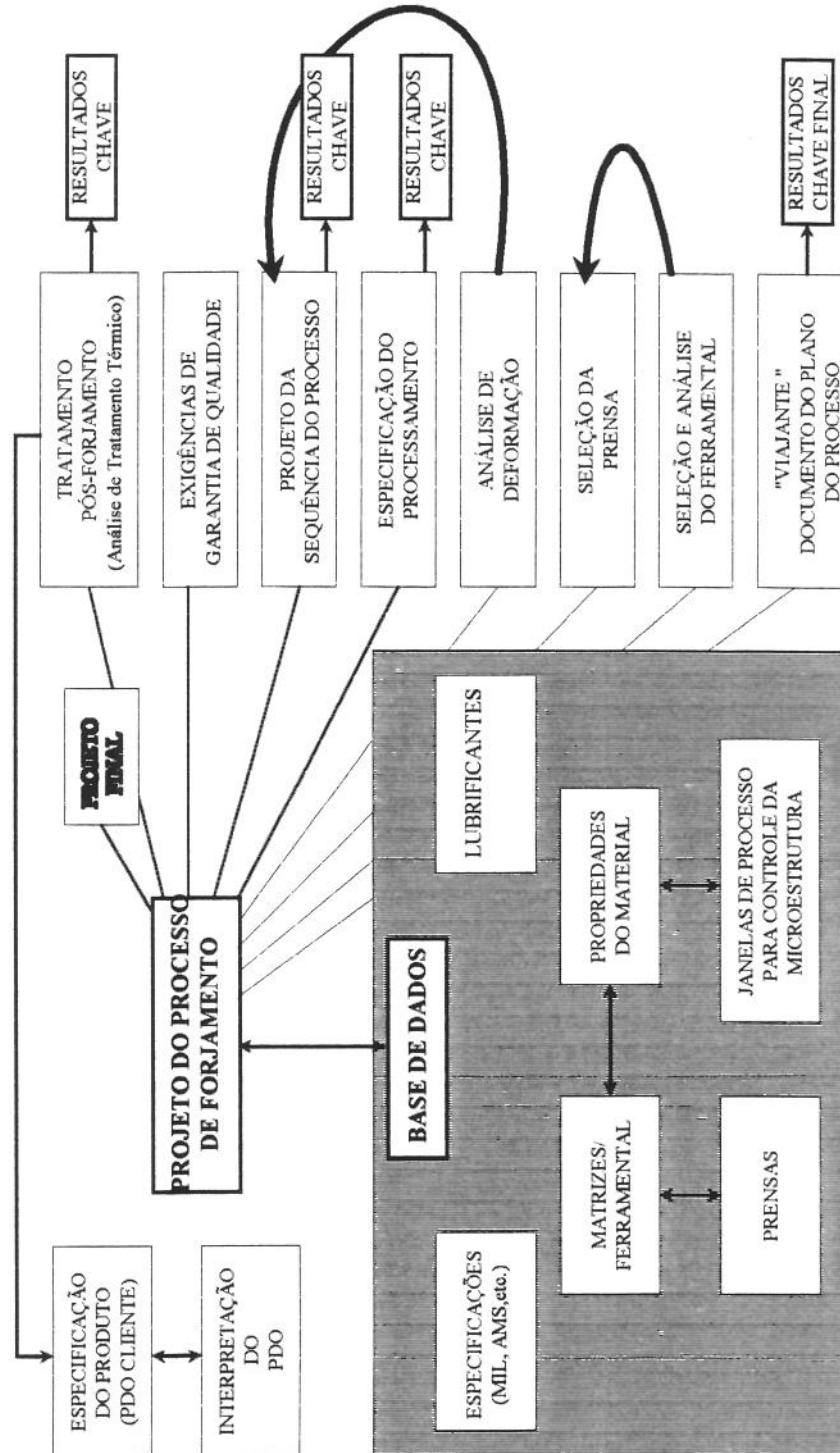 ESPECIFICAÇÃO
DO PRODUTO
(PDO CLIENTE)
INTERPRETAÇÃO
DO
PDO
PROJETO DO PROCESSO
DE FORJAMENTO
PROJETO
FINAL
BASE DE DADOS
ESPECIFICAÇÕES
(MIL, AMS,etc.)
LUBRIFICANTES
MATRIZES/
FERRAMENTAL
PROPRIEDADES
DO MATERIAL
PRENSAS
JANELAS DE PROCESSO
PARA CONTROLE DA
MICROESTRUTURA
TRATAMENTO
PÓS-FORJAMENTO
(Análise de Tratamento Térmico)
RESULTADOS
CHAVE
EXIGÊNCIAS DE
GARANTIA DE QUALIDADE
PROJETO DA
SEQUÊNCIA DO PROCESSO
RESULTADOS
CHAVE
ESPECIFICAÇÃO DO
PROCESSAMENTO
RESULTADOS
CHAVE
ANÁLISE DE
DEFORMAÇÃO
SELEÇÃO DA
PRENSA
SELEÇÃO E ANÁLISE
DO FERRAMENTAL
"VIAJANTE"
DOCUMENTO DO PLANO
DO PROCESSO
RESULTADOS
CHAVE FINAL